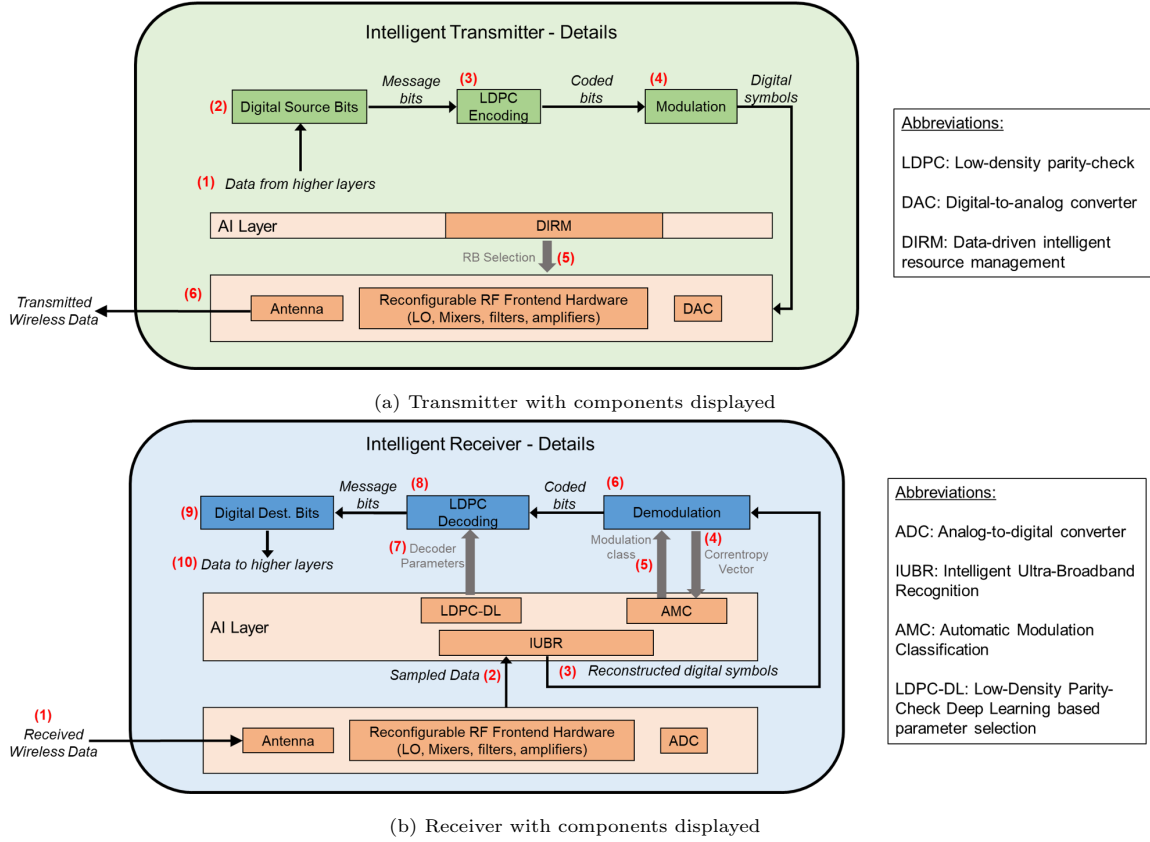 Intelligent Transmitter - Details
(2)
Digital Source Bits
Message
bits
(3)
LDPC
Encoding
Coded
bits
(4)
Modulation
Digital
symbols
(1) Data from higher layers
AI Layer
DIRM
RB Selection
(5)
Transmitted
Wireless Data
(6)
Antenna
Reconfigurable RF Frontend Hardware
(LO, Mixers, filters, amplifiers)
DAC
Abbreviations:
LDPC: Low-density parity-check
DAC: Digital-to-analog converter
DIRM: Data-driven intelligent
resource management
(a) Transmitter with components displayed
Intelligent Receiver - Details
(9)
Digital Dest. Bits
Message
bits
(8)
LDPC
Decoding
Coded
bits
(6)
Demodulation
(10) Data to higher layers
(7) Decoder
Parameters
Modulation
class
(5)
(4)
Correntropy
Vector
AI Layer
LDPC-DL
AMC
IUBR
Sampled Data (2)
(3) Reconstructed digital symbols
(1)
Received
Wireless Data
Antenna
Reconfigurable RF Frontend Hardware
(LO, Mixers, filters, amplifiers)
ADC
Abbreviations:
ADC: Analog-to-digital converter
IUBR: Intelligent Ultra-Broadband
Recognition
AMC: Automatic Modulation
Classification
LDPC-DL: Low-Density Parity-
Check Deep Learning based
parameter selection
(b) Receiver with components displayed